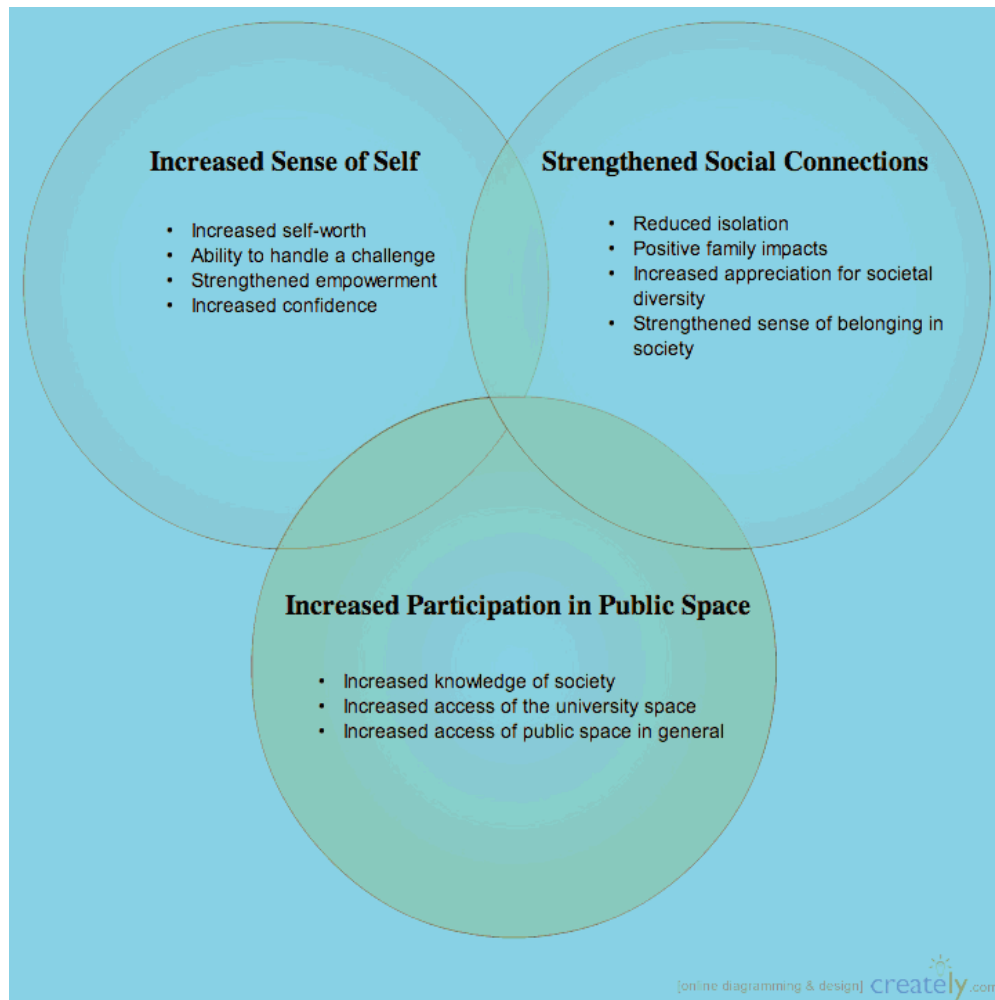 Increased Sense of Self
• Increased self-worth
• Ability to handle a challenge
• Strengthened empowerment
• Increased confidence
Strengthened Social Connections
• Reduced isolation
• Positive family impacts
• Increased appreciation for societal
diversity
• Strengthened sense of belonging in
society
Increased Participation in Public Space
• Increased knowledge of society
• Increased access of the university space
• Increased access of public space in general
[online diagramming & design] creately.com